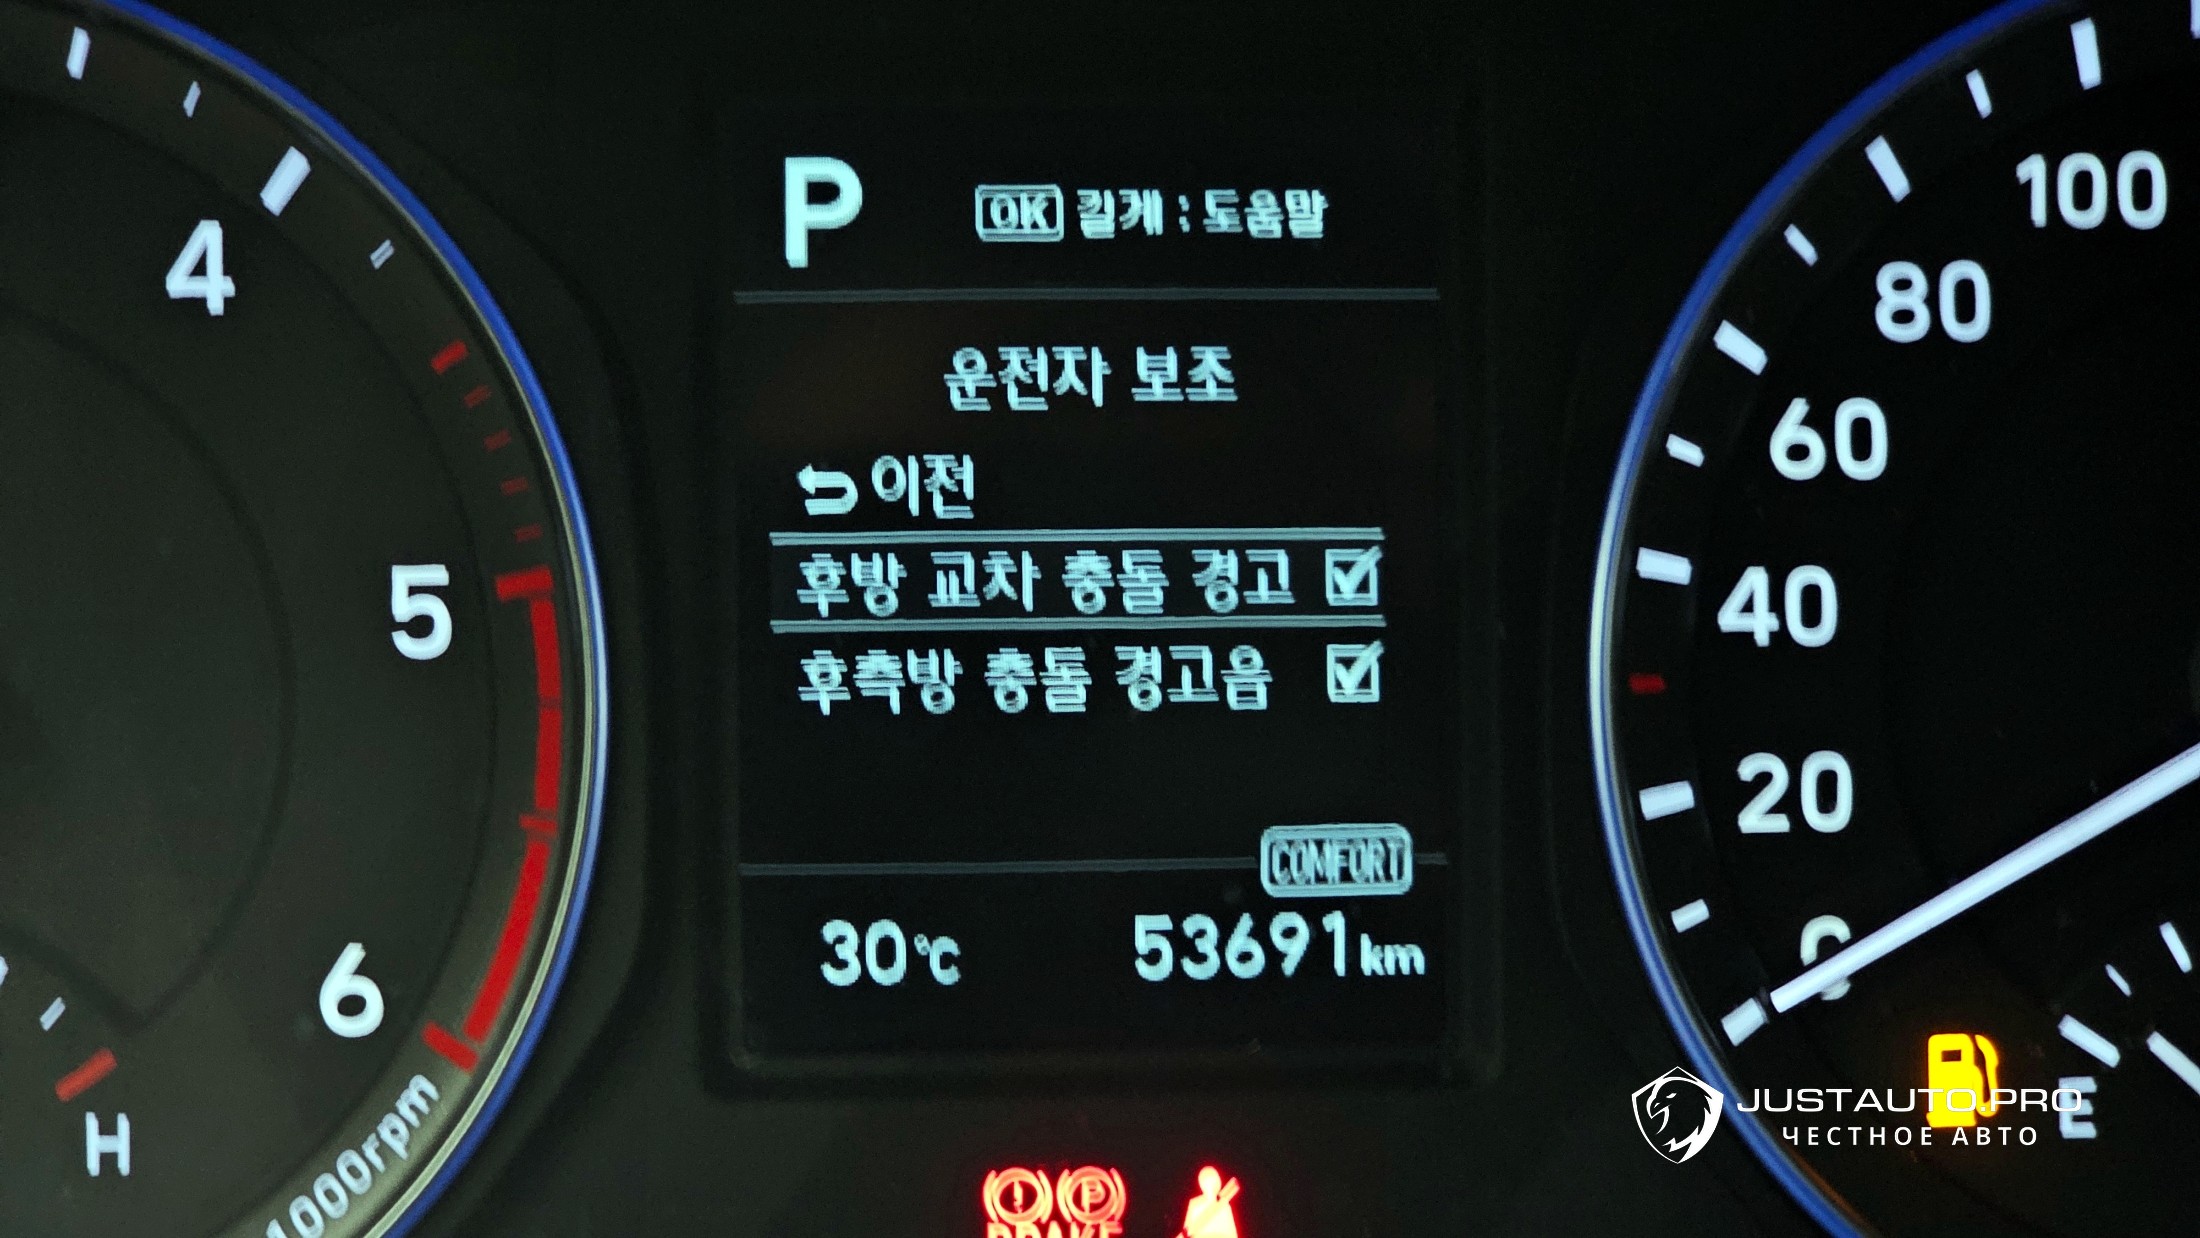 4
5
6
H
1000rpm
P
OK 길게 : 도움말
운전자 보조
이전
후방 교차 충돌 경고
후측방 충돌 경고음
COMFORT
30℃
53691km
100
80
60
40
20
0
E
P
BRAKE
JUSTAUTO.PRO
ЧЕСТНОЕ АВТО